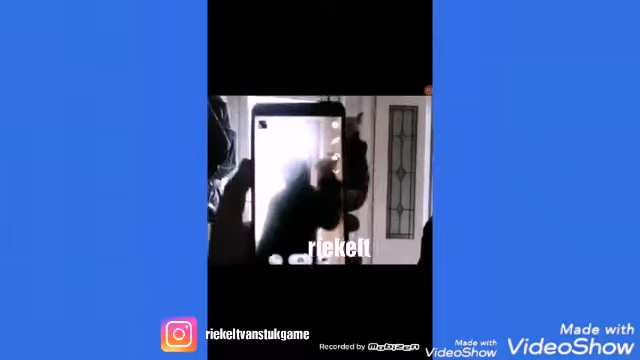 riekelt
riekeltvanstukgame
Recorded by Mobizen
Made with
VideoShow
Made with
VideoShow